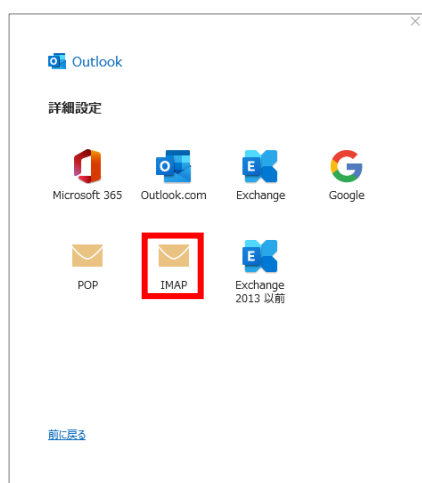 Outlook
詳細設定
Microsoft 365
Outlook.com
Exchange
Google
POP
IMAP
Exchange
2013 以前
前に戻る